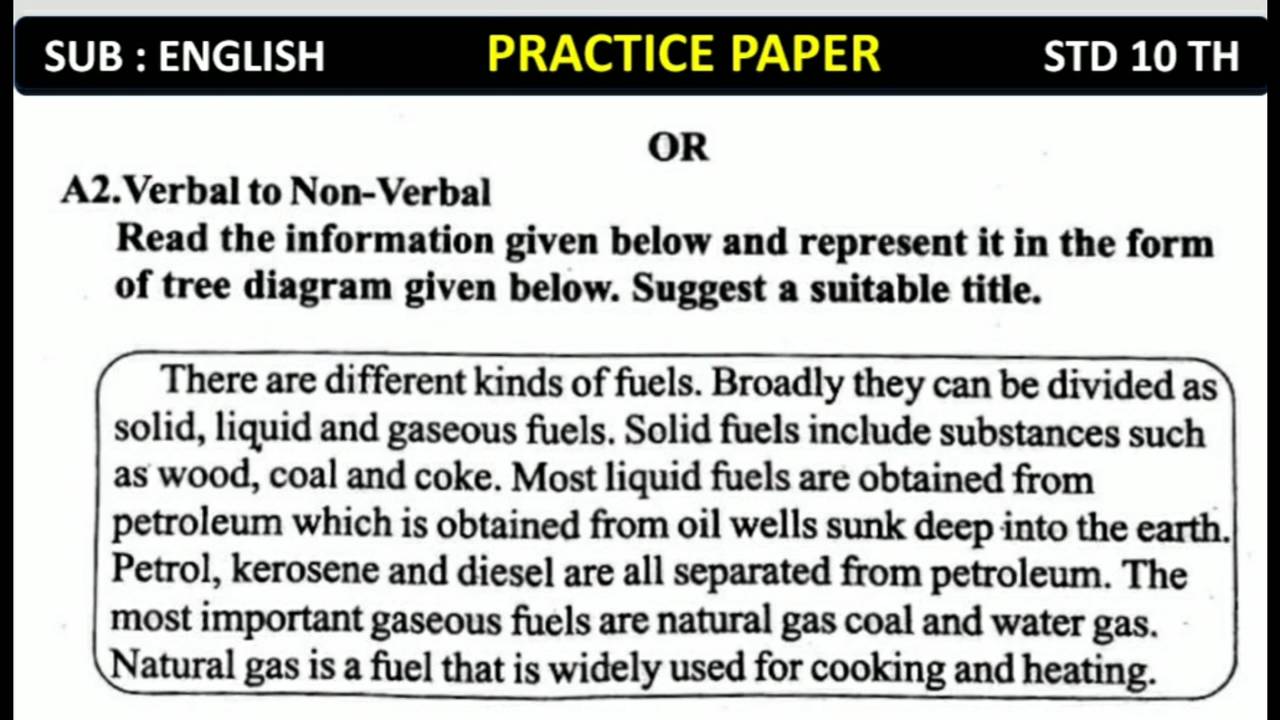 SUB : ENGLISH PRACTICE PAPER STD 10 TH
OR
A2.Verbal to Non-Verbal
Read the information given below and represent it in the form
of tree diagram given below. Suggest a suitable title.
There are different kinds of fuels. Broadly they can be divided as
solid, liquid and gaseous fuels. Solid fuels include substances such
as wood, coal and coke. Most liquid fuels are obtained from
petroleum which is obtained from oil wells sunk deep into the earth.
Petrol, kerosene and diesel are all separated from petroleum. The
most important gaseous fuels are natural gas coal and water gas.
Natural gas is a fuel that is widely used for cooking and heating.